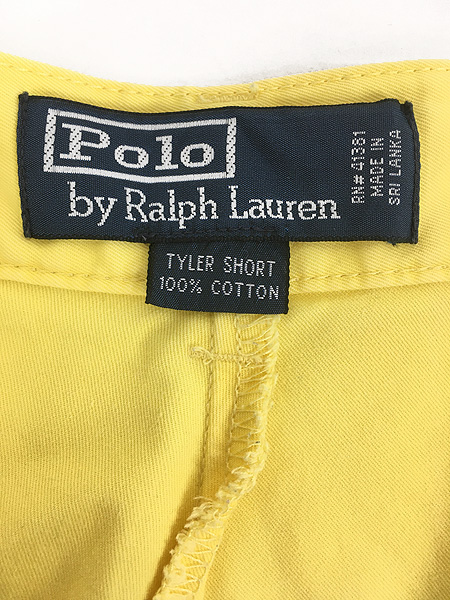 Polo
by Ralph Lauren
RN# 41381
MADE IN
SRI LANKA
TYLER SHORT
100% COTTON